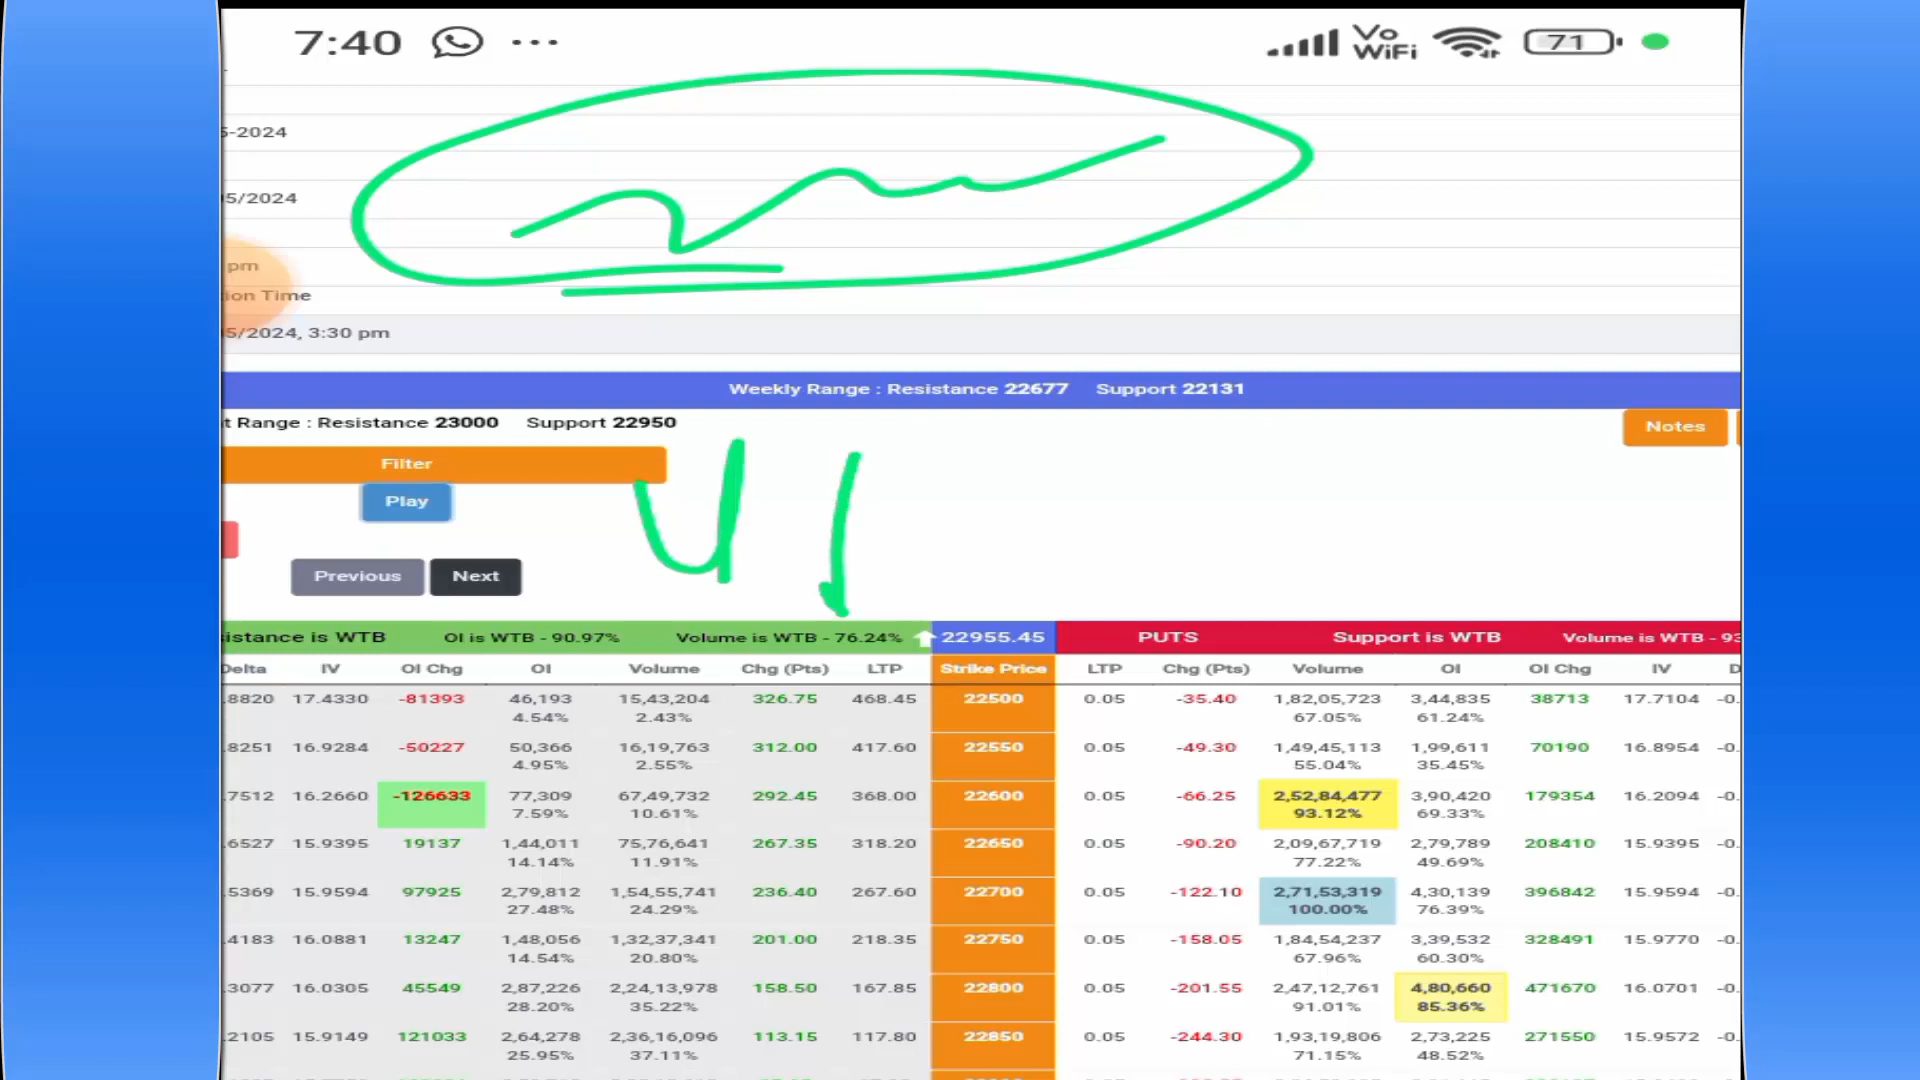 7:40 Vo WiFi 71
5-2024
05/2024
pm
ion Time
05/2024, 3:30 pm
Weekly Range : Resistance 22677 Support 22131
t Range : Resistance 23000 Support 22950
Notes
Filter
Play
Previous Next
sistance is WTB OI is WTB - 90.97% Volume is WTB - 76.24% 22955.45 PUTS Support is WTB Volume is WTB - 93
Delta IV OI Chg OI Volume Chg (Pts) LTP Strike Price LTP Chg (Pts) Volume OI OI Chg IV D
.8820 17.4330 -81393 46,193 15,43,204 326.75 468.45 22500 0.05 -35.40 1,82,05,723 3,44,835 38713 17.7104 -0.
4.54% 2.43% 67.05% 61.24%
.8251 16.9284 -50227 50,366 16,19,763 312.00 417.60 22550 0.05 -49.30 1,49,45,113 1,99,611 70190 16.8954 -0.
4.95% 2.55% 55.04% 35.45%
.7512 16.2660 -126633 77,309 67,49,732 292.45 368.00 22600 0.05 -66.25 2,52,84,477 3,90,420 179354 16.2094 -0.
7.59% 10.61% 93.12% 69.33%
.6527 15.9395 19137 1,44,011 75,76,641 267.35 318.20 22650 0.05 -90.20 2,09,67,719 2,79,789 208410 15.9395 -0.
14.14% 11.91% 77.22% 49.69%
.5369 15.9594 97925 2,79,812 1,54,55,741 236.40 267.60 22700 0.05 -122.10 2,71,53,319 4,30,139 396842 15.9594 -0.
27.48% 24.29% 100.00% 76.39%
.4183 16.0881 13247 1,48,056 1,32,37,341 201.00 218.35 22750 0.05 -158.05 1,84,54,237 3,39,532 328491 15.9770 -0.
14.54% 20.80% 67.96% 60.30%
.3077 16.0305 45549 2,87,226 2,24,13,978 158.50 167.85 22800 0.05 -201.55 2,47,12,761 4,80,660 471670 16.0701 -0.
28.20% 35.22% 91.01% 85.36%
.2105 15.9149 121033 2,64,278 2,36,16,096 113.15 117.80 22850 0.05 -244.30 1,93,19,806 2,73,225 271550 15.9572 -0.
25.95% 37.11% 71.15% 48.52%